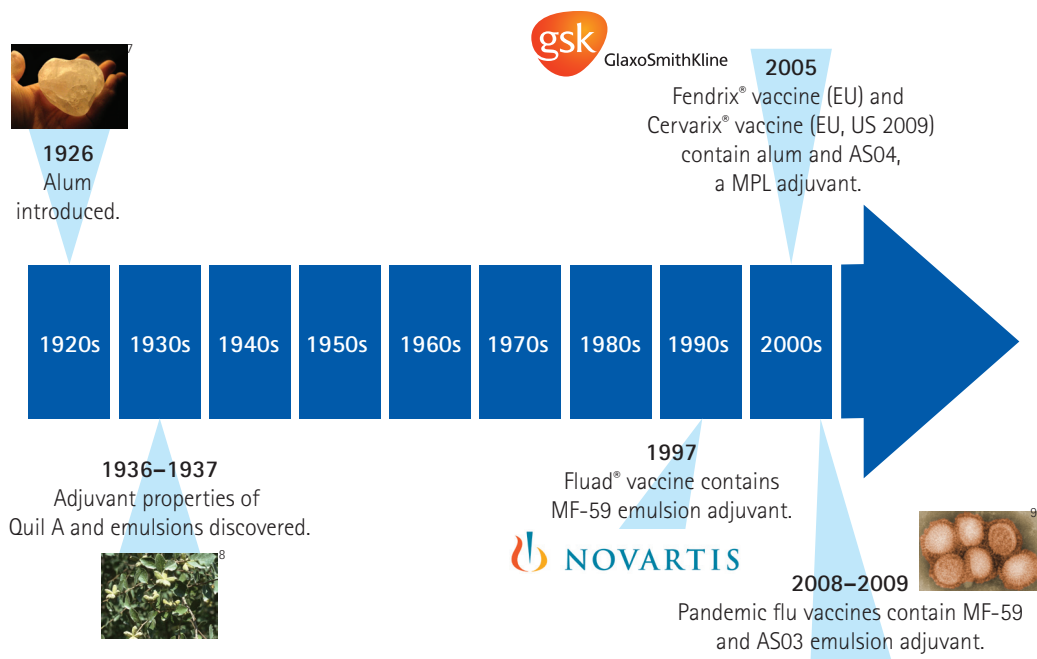 7
1926
Alum
introduced.
gsk
GlaxoSmithKline
2005
Fendrix® vaccine (EU) and
Cervarix® vaccine (EU, US 2009)
contain alum and AS04,
a MPL adjuvant.
1920s
1930s
1940s
1950s
1960s
1970s
1980s
1990s
2000s
1936–1937
Adjuvant properties of
Quil A and emulsions discovered.
8
1997
Fluad® vaccine contains
MF-59 emulsion adjuvant.
NOVARTIS
9
2008–2009
Pandemic flu vaccines contain MF-59
and AS03 emulsion adjuvant.